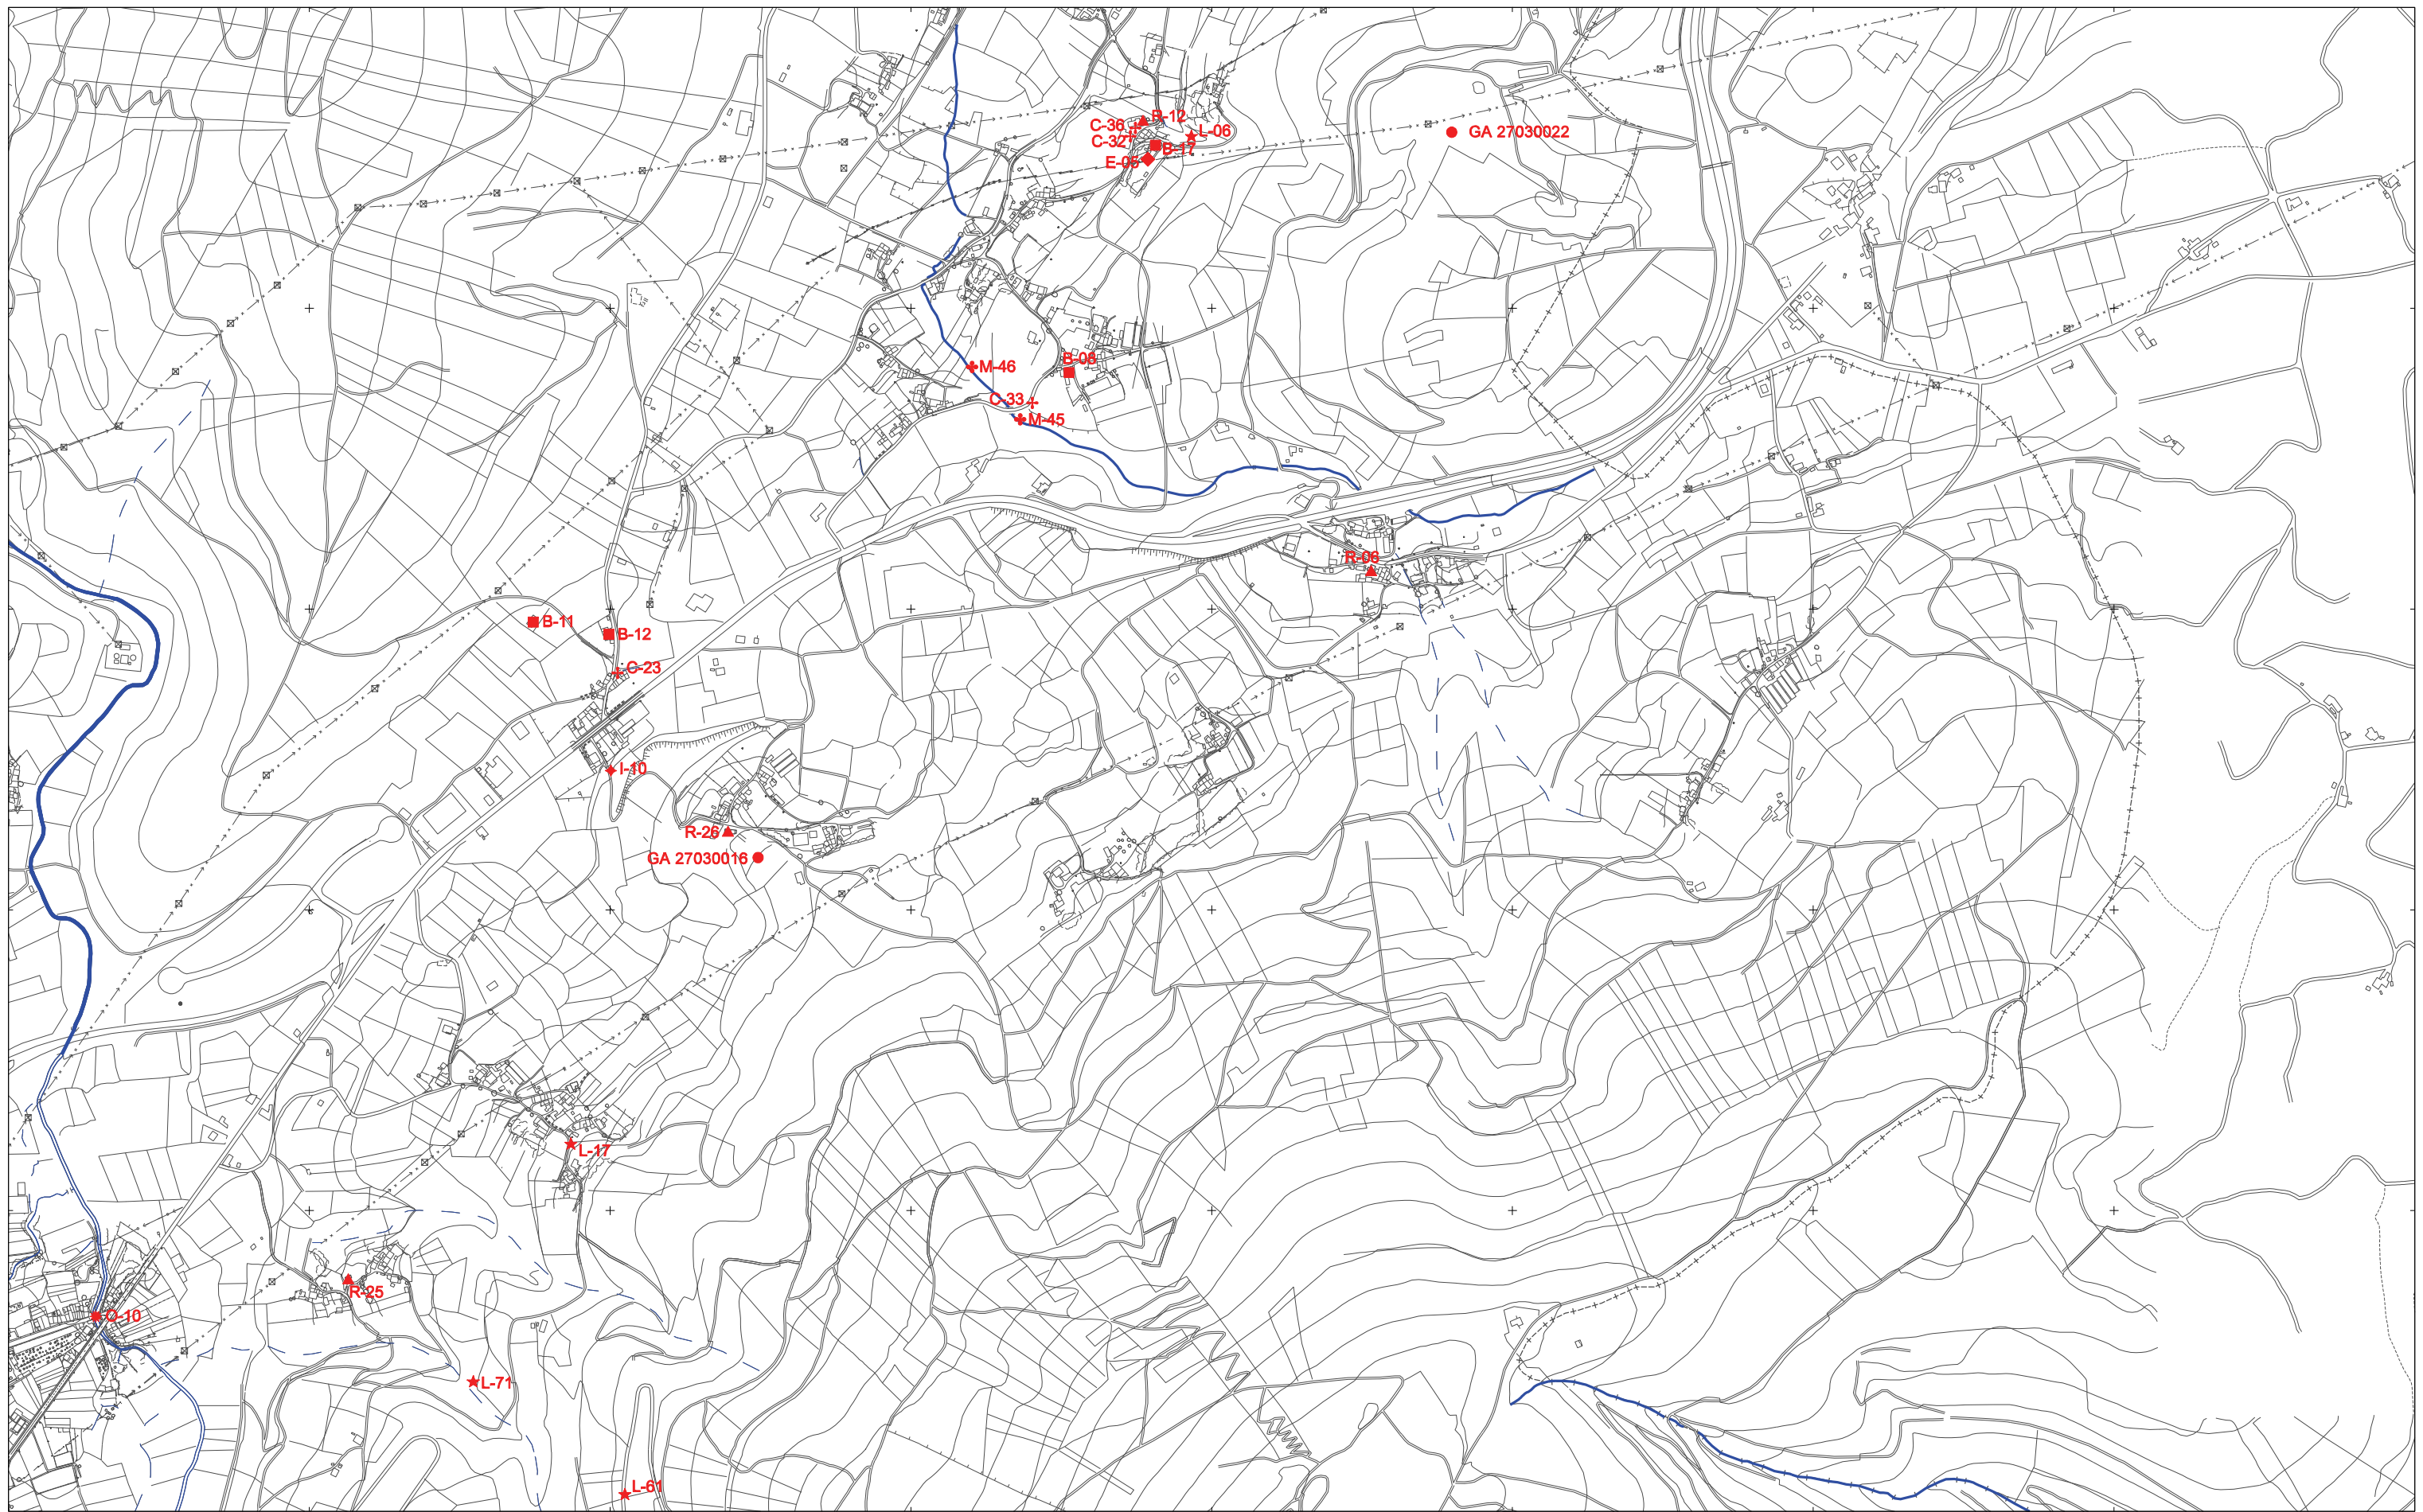 R-12
C-36
L-06
GA 27030022
C-32
B-17
E-05
B-08
M-46
C-33
M-45
R-06
B-11
B-12
C-23
I-10
R-26
GA 27030016
L-17
R-25
O-10
L-71
L-61